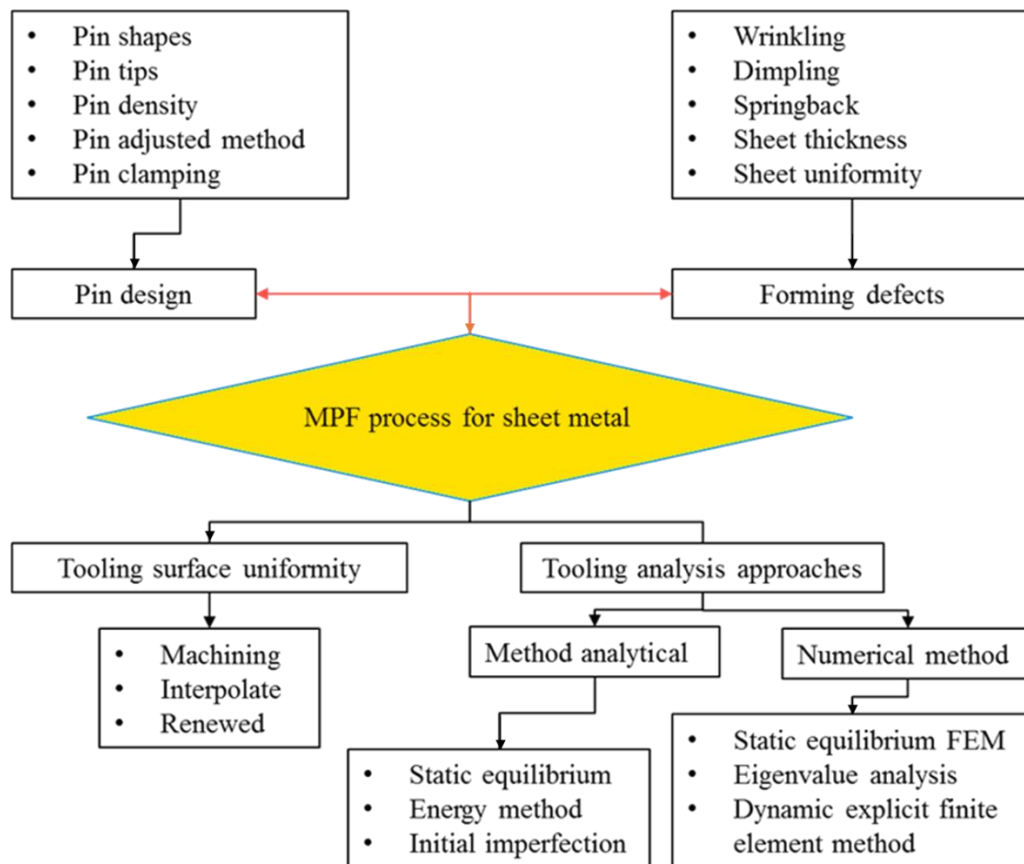 • Pin shapes
• Pin tips
• Pin density
• Pin adjusted method
• Pin clamping
• Wrinkling
• Dimpling
• Springback
• Sheet thickness
• Sheet uniformity
Pin design
Forming defects
MPF process for sheet metal
Tooling surface uniformity
Tooling analysis approaches
• Machining
• Interpolate
• Renewed
Method analytical
Numerical method
• Static equilibrium
• Energy method
• Initial imperfection
• Static equilibrium FEM
• Eigenvalue analysis
• Dynamic explicit finite
element method